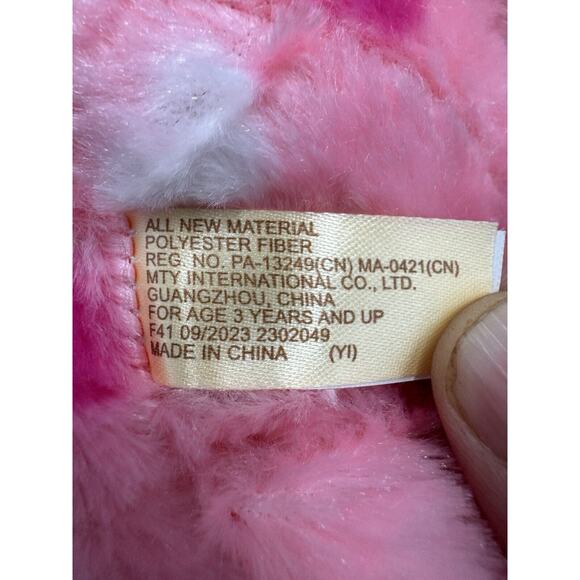 ALL NEW MATERIAL
POLYESTER FIBER
REG. NO. PA-13249(CN) MA-0421(CN)
MTY INTERNATIONAL CO., LTD.
GUANGZHOU, CHINA
FOR AGE 3 YEARS AND UP
F41 09/2023 2302049
MADE IN CHINA (YI)